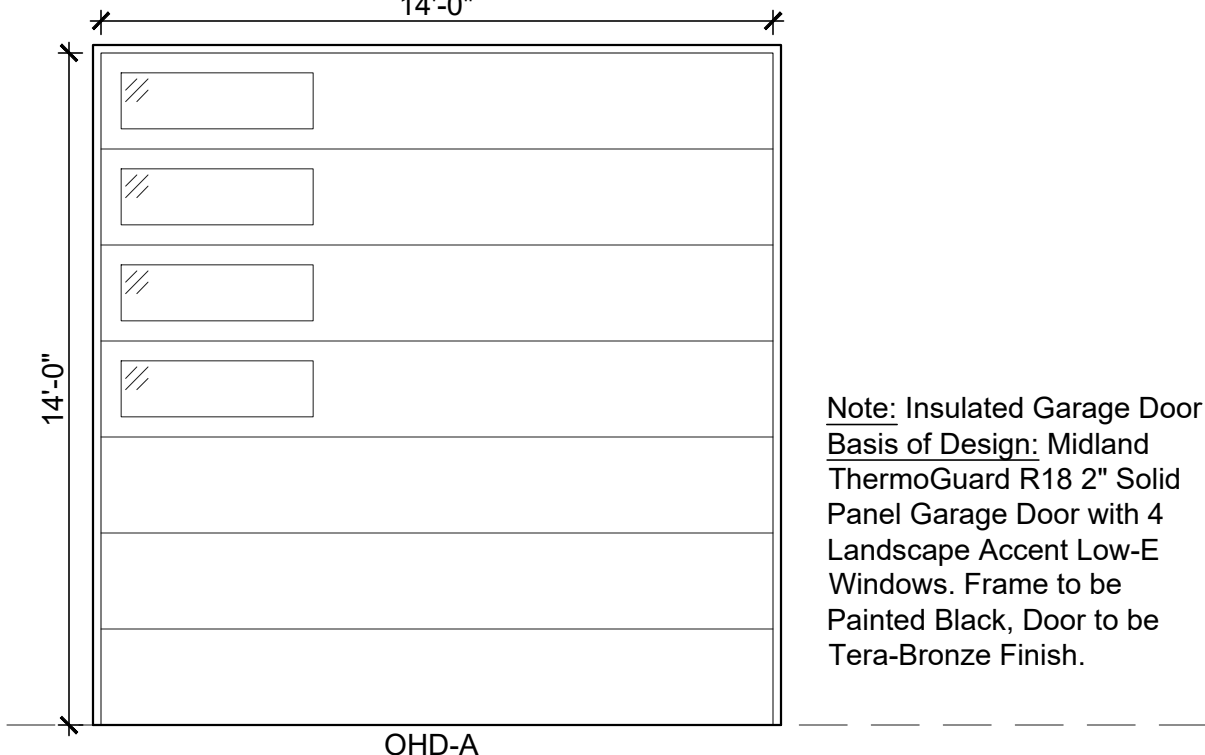 14'-0"
14'-0"
Note: Insulated Garage Door
Basis of Design: Midland
ThermoGuard R18 2" Solid
Panel Garage Door with 4
Landscape Accent Low-E
Windows. Frame to be
Painted Black, Door to be
Tera-Bronze Finish.
OHD-A